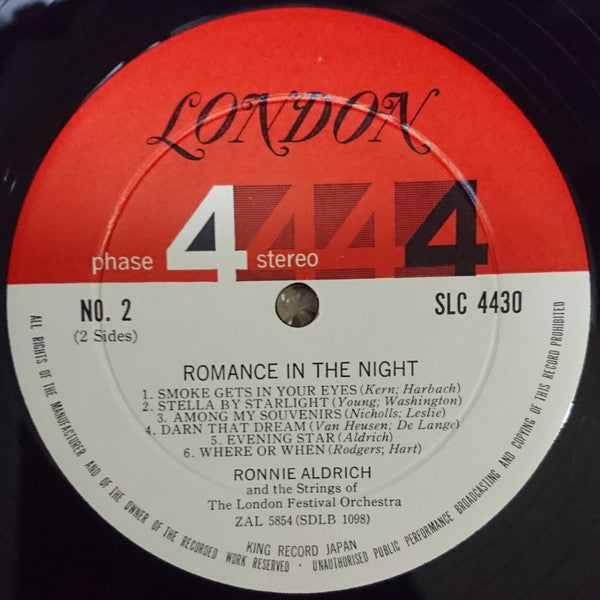 LONDON
phase 4 stereo 4 4 4
NO. 2
(2 Sides)
SLC 4430
ROMANCE IN THE NIGHT
1. SMOKE GETS IN YOUR EYES (Kern; Harbach)
2. STELLA BY STARLIGHT (Young; Washington)
3. AMONG MY SOUVENIRS (Nicholls; Leslie)
4. DARN THAT DREAM (Van Heusen; De Lange)
5. EVENING STAR (Aldrich)
6. WHERE OR WHEN (Rodgers; Hart)
RONNIE ALDRICH
and the Strings of
The London Festival Orchestra
ZAL 5854 (SDLB 1098)
KING RECORD JAPAN
ALL RIGHTS OF THE MANUFACTURER AND OF THE OWNER OF THE RECORDED WORK RESERVED · UNAUTHORISED PUBLIC PERFORMANCE BROADCASTING AND COPYING OF THIS RECORD PROHIBITED